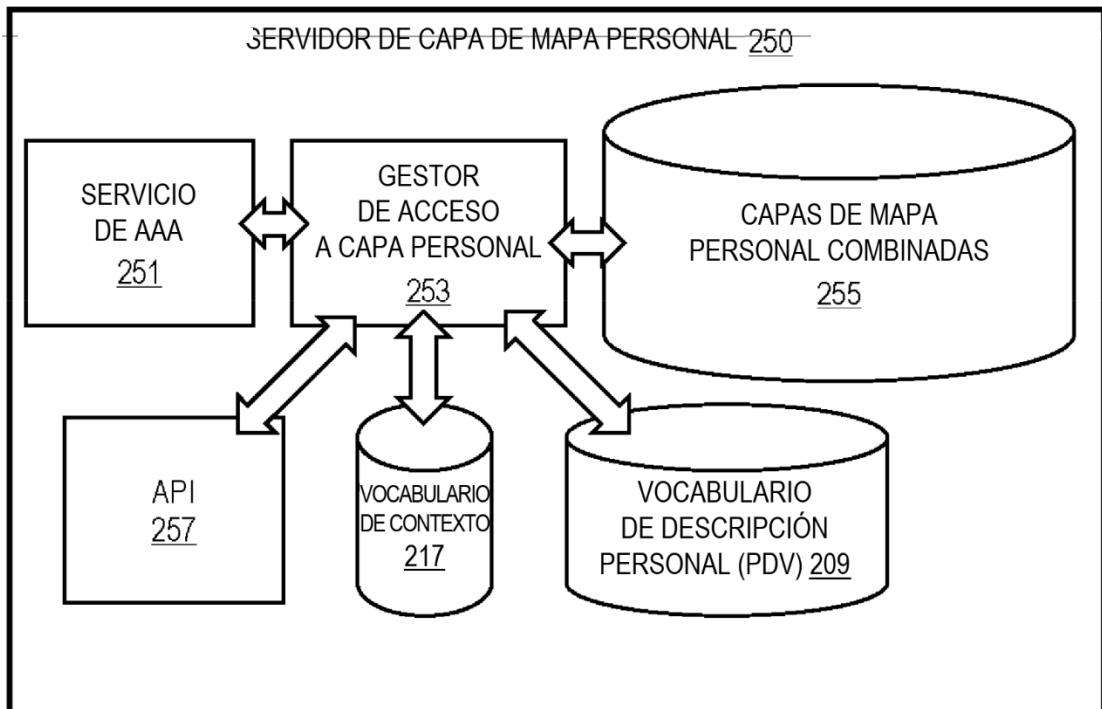 SERVIDOR DE CAPA DE MAPA PERSONAL 250
SERVICIO
DE AAA
251
GESTOR
DE ACCESO
A CAPA PERSONAL
253
CAPAS DE MAPA
PERSONAL COMBINADAS
255
API
257
VOCABULARIO
DE CONTEXTO
217
VOCABULARIO
DE DESCRIPCIÓN
PERSONAL (PDV) 209